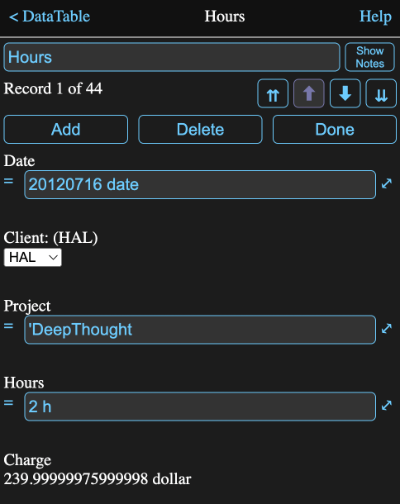 < DataTable Hours Help
Hours Show Notes
Record 1 of 44 ⇈ ⬆ ⬇ ⇊
Add Delete Done
Date
= 20120716 date ⤢
Client: (HAL)
HAL
Project
= 'DeepThought ⤢
Hours
= 2 h ⤢
Charge
239.99999975999998 dollar